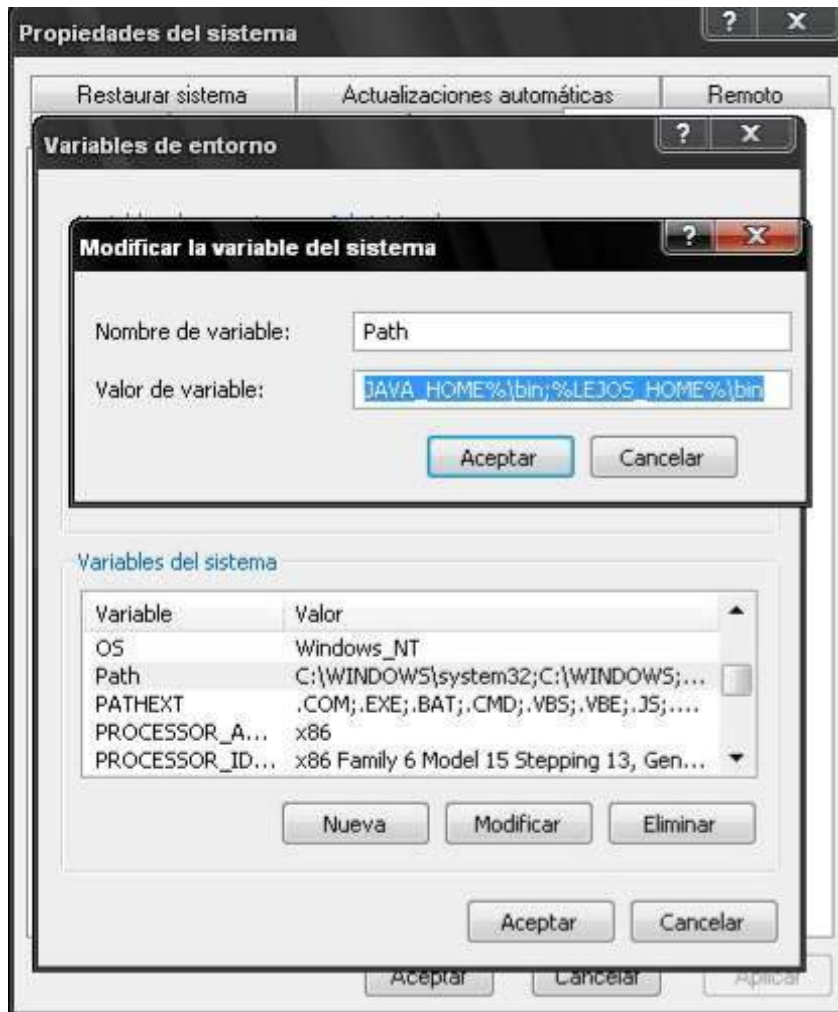 Propiedades del sistema
Restaurar sistema Actualizaciones automáticas Remoto
Variables de entorno
Modificar la variable del sistema
Nombre de variable: Path
Valor de variable: JAVA_HOME%\bin;%LEJOS_HOME%\bin
Aceptar Cancelar
Variables del sistema
Variable Valor
OS Windows_NT
Path C:\WINDOWS\system32;C:\WINDOWS;...
PATHEXT .COM;.EXE;.BAT;.CMD;.VBS;.VBE;.JS;....
PROCESSOR_A... x86
PROCESSOR_ID... x86 Family 6 Model 15 Stepping 13, Gen...
Nueva Modificar Eliminar
Aceptar Cancelar
Aceptar Cancelar Aplicar